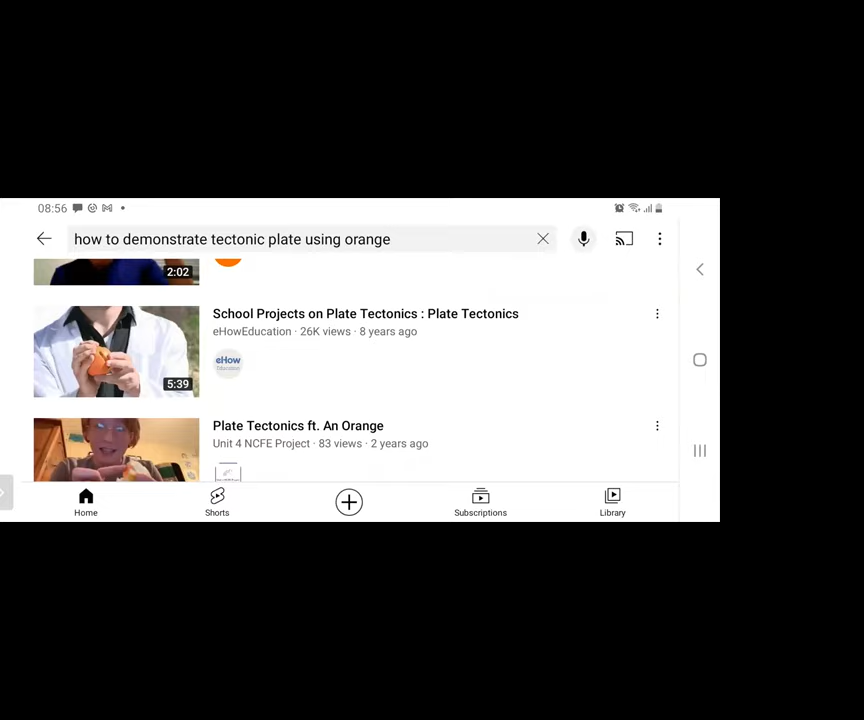 08:56
how to demonstrate tectonic plate using orange
2:02
School Projects on Plate Tectonics : Plate Tectonics
eHowEducation · 26K views · 8 years ago
eHow
Education
5:39
Plate Tectonics ft. An Orange
Unit 4 NCFE Project · 83 views · 2 years ago
Home
Shorts
Subscriptions
Library